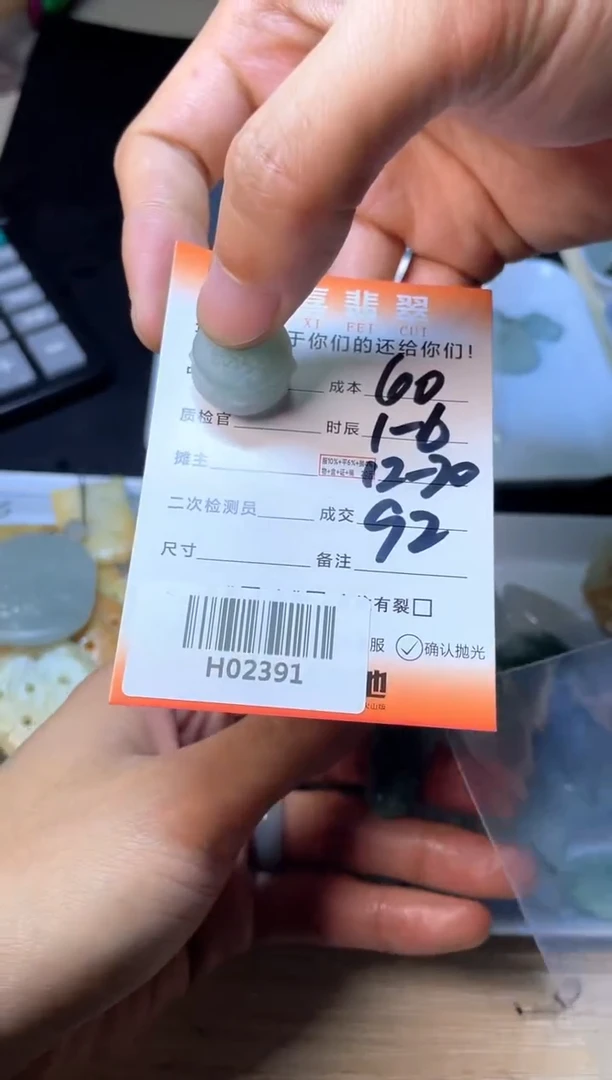 喜翡翠
XI FEI CUI
于你们的还给你们!
成本 60
质检官 时辰 1-6
摊主 12-30
二次检测员 成交 92
尺寸 备注
有裂
服 确认抛光
H02391